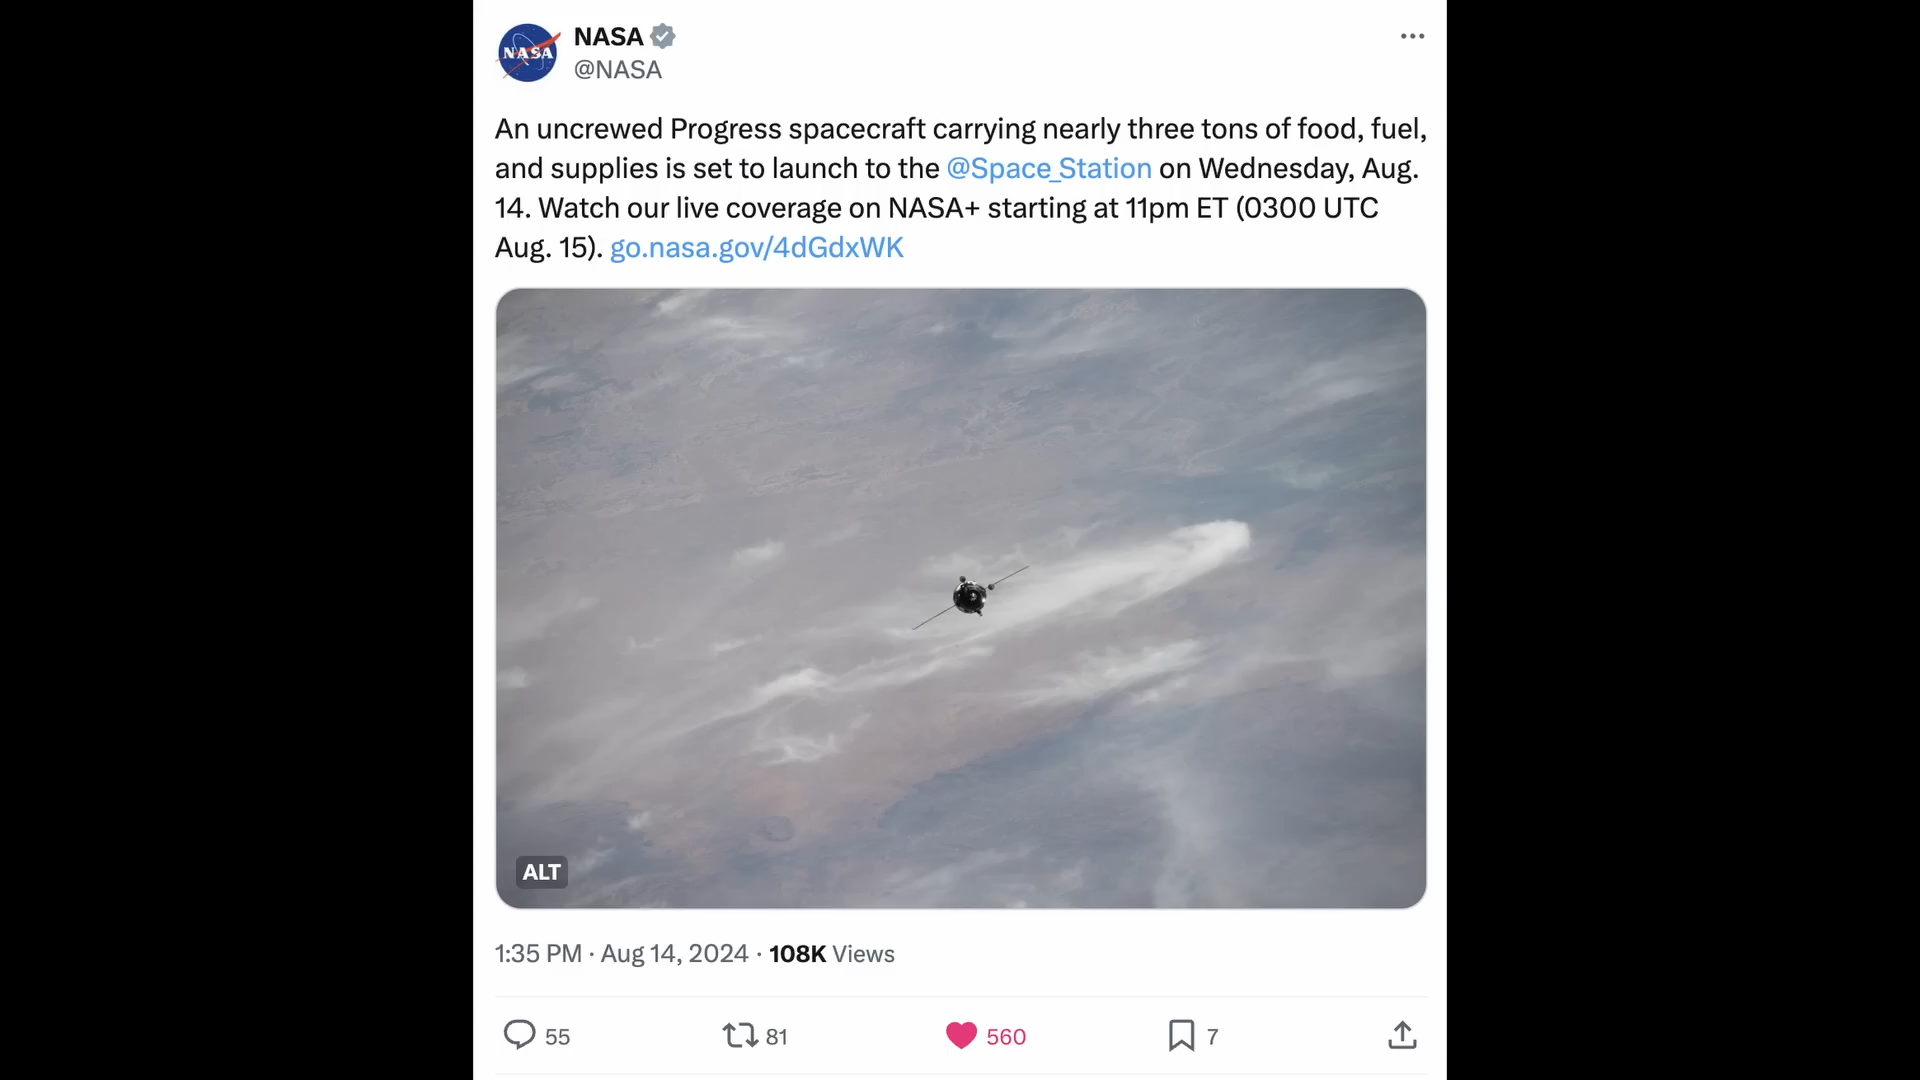 NASA
NASA
@NASA
An uncrewed Progress spacecraft carrying nearly three tons of food, fuel,
and supplies is set to launch to the @Space_Station on Wednesday, Aug.
14. Watch our live coverage on NASA+ starting at 11pm ET (0300 UTC
Aug. 15). go.nasa.gov/4dGdxWK
ALT
1:35 PM · Aug 14, 2024 · 108K Views
55 81 560 7